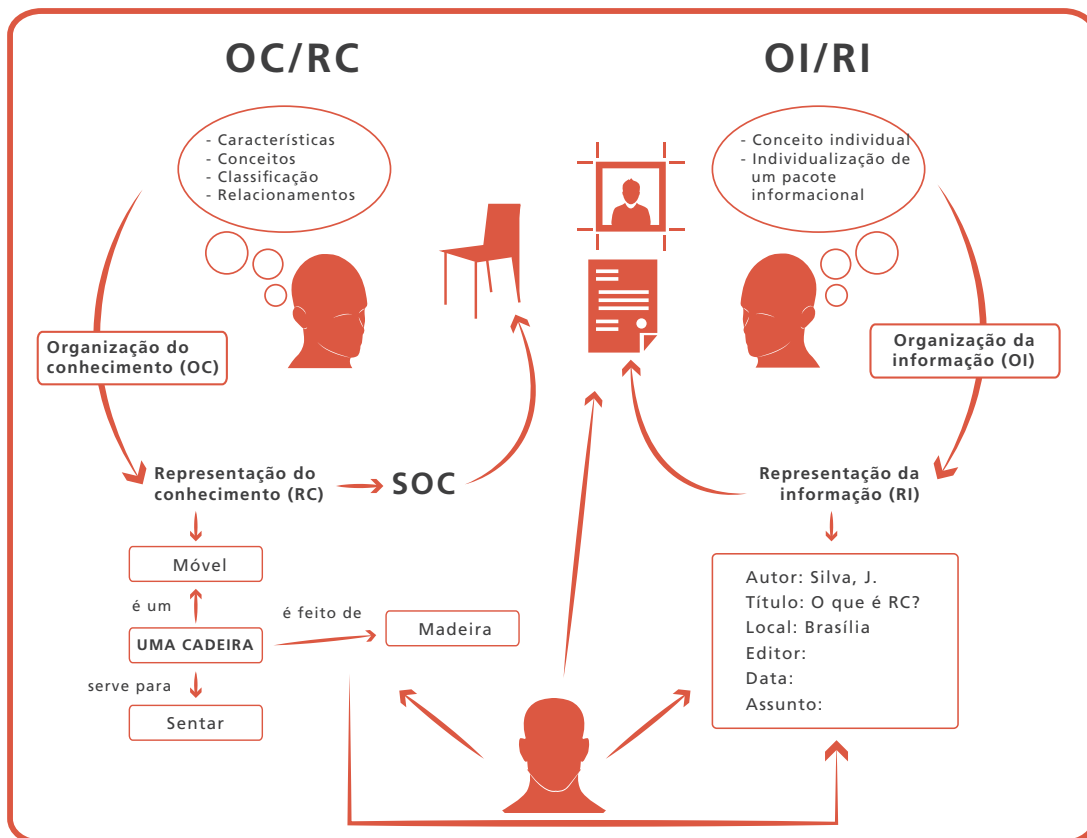 OC/RC
- Características
- Conceitos
- Classificação
- Relacionamentos
Organização do
conhecimento (OC)
Representação do
conhecimento (RC)
SOC
Móvel
é um
UMA CADEIRA
é feito de
Madeira
serve para
Sentar
OI/RI
- Conceito individual
- Individualização de
um pacote
informacional
Organização da
informação (OI)
Representação da
informação (RI)
Autor: Silva, J.
Título: O que é RC?
Local: Brasília
Editor:
Data:
Assunto: